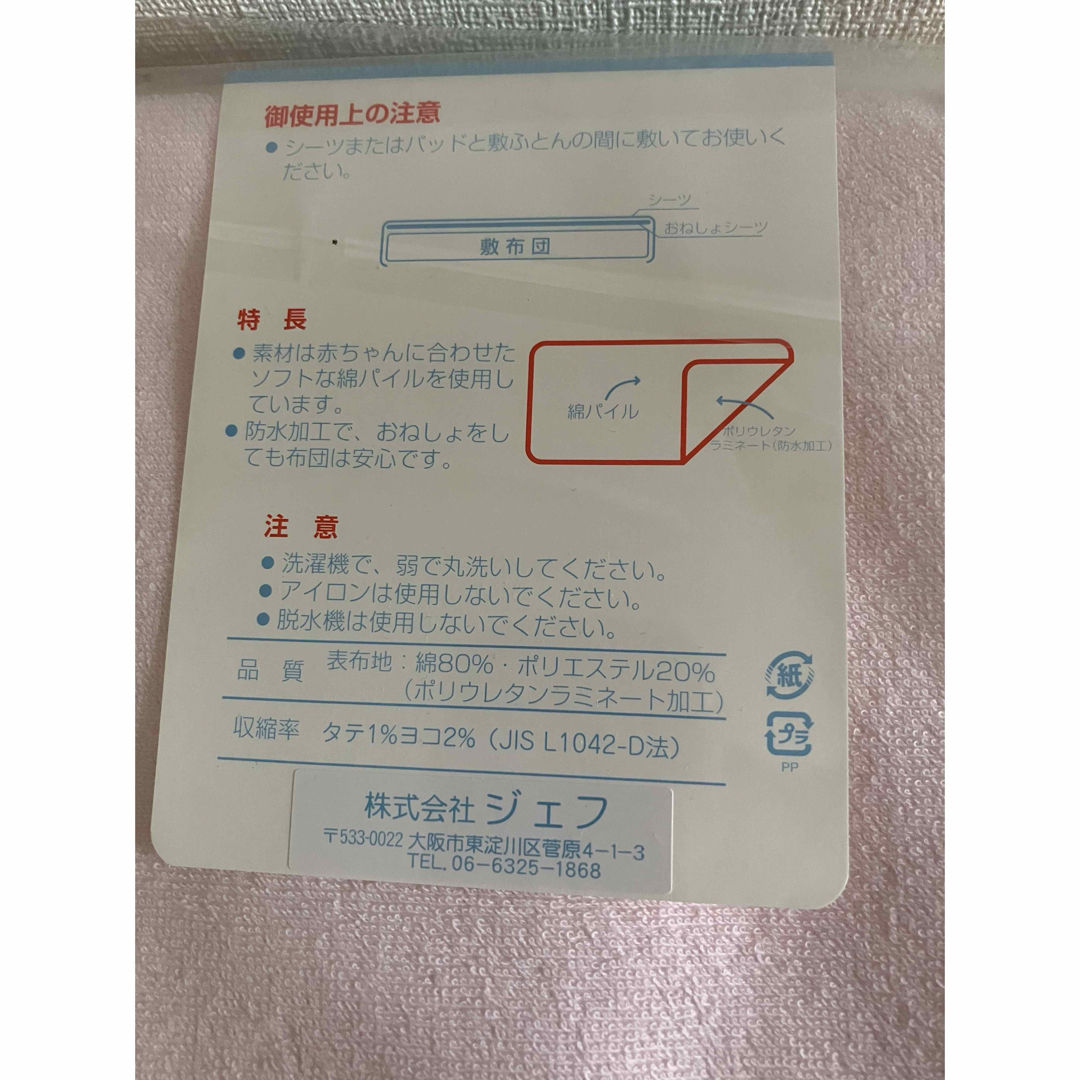 御使用上の注意
● シーツまたはパッドと敷ふとんの間に敷いてお使いく
ださい。
シーツ
おねしょシーツ
敷布団
特 長
● 素材は赤ちゃんに合わせた
ソフトな綿パイルを使用し
ています。
● 防水加工で、おねしょをし
ても布団は安心です。
綿パイル
ポリウレタン
ラミネート(防水加工)
注 意
● 洗濯機で、弱で丸洗いしてください。
● アイロンは使用しないでください。
● 脱水機は使用しないでください。
品 質 表布地：綿80%・ポリエステル20%
(ポリウレタンラミネート加工)
収縮率 タテ1%ヨコ2% (JIS L1042-D法)
紙
プラ
PP
株式会社 ジェフ
〒533-0022 大阪市東淀川区菅原4-1-3
TEL. 06-6325-1868